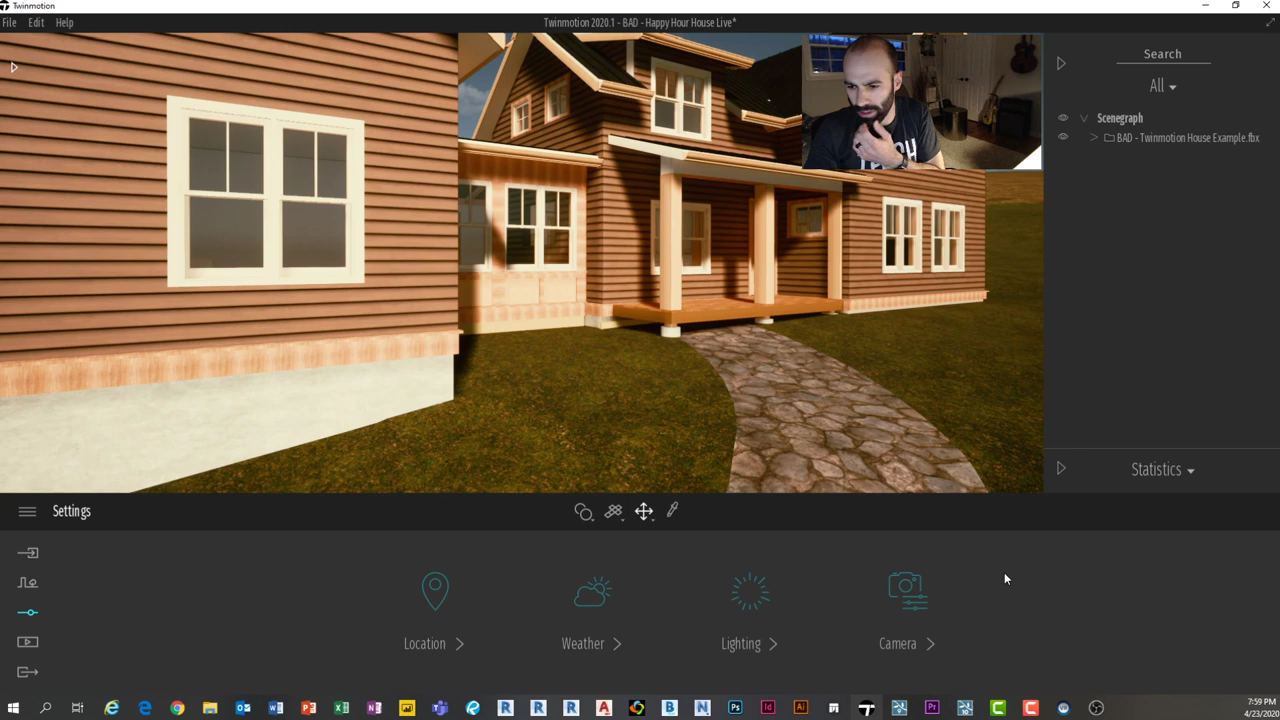 Twinmotion
File Edit Help
Twinmotion 2020.1 - BAD - Happy Hour House Live*
Search
All
Scenegraph
BAD - Twinmotion House Example.fbx
Statistics
Settings
Location
Weather
Lighting
Camera
7:59 PM
4/23/2020